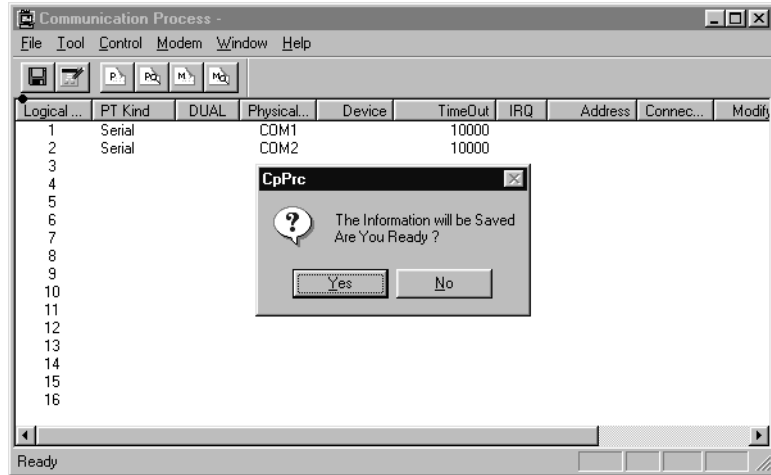 Communication Process -
File Tool Control Modem Window Help
P. PQ M. MQ
Logical ... PT Kind DUAL Physical... Device TimeOut IRQ Address Connec... Modify
1 Serial COM1 10000
2 Serial COM2 10000
3
4
5
6
7
8
9
10
11
12
13
14
15
16
CpPrc
The Information will be Saved
Are You Ready ?
Yes No
Ready